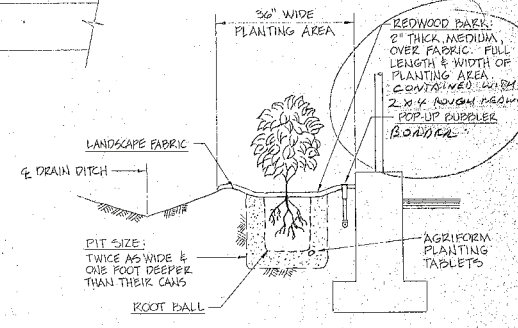 36" WIDE
PLANTING AREA
REDWOOD BARK:
2" THICK, MEDIUM,
OVER FABRIC. FULL
LENGTH & WIDTH OF
PLANTING AREA.
CONTAINED WITH
2 X 4 ROUGH REDWD
BORDER.
POP-UP BUBBLER
LANDSCAPE FABRIC
℄ DRAIN DITCH
PIT SIZE:
TWICE AS WIDE &
ONE FOOT DEEPER
THAN THEIR CANS
ROOT BALL
AGRIFORM
PLANTING
TABLETS